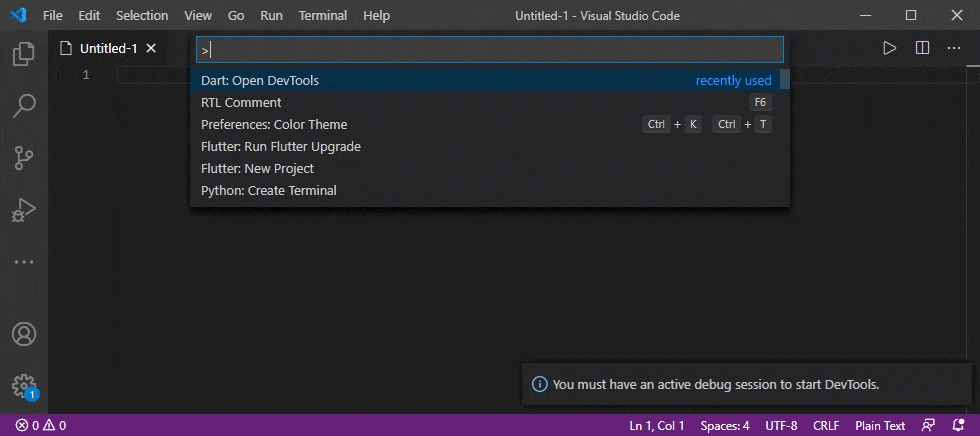 File Edit Selection View Go Run Terminal Help Untitled-1 - Visual Studio Code
Untitled-1
>
1
Dart: Open DevTools recently used
RTL Comment F6
Preferences: Color Theme Ctrl + K Ctrl + T
Flutter: Run Flutter Upgrade
Flutter: New Project
Python: Create Terminal
You must have an active debug session to start DevTools.
1
0 0 Ln 1, Col 1 Spaces: 4 UTF-8 CRLF Plain Text